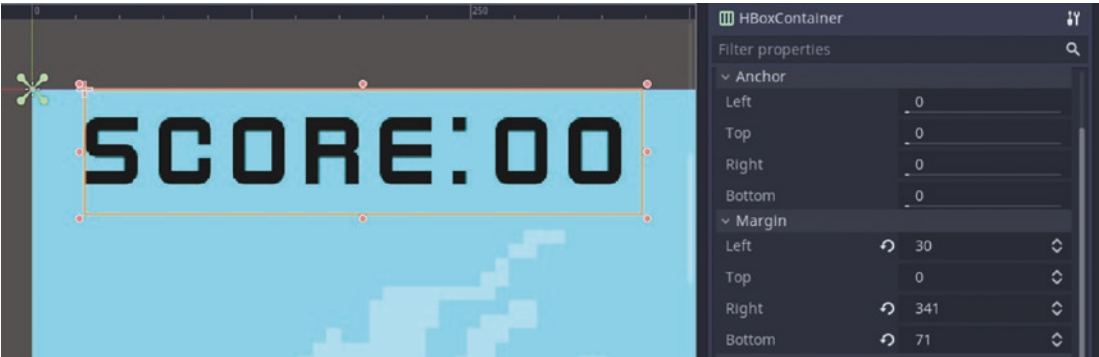 0
250
SCORE:00
HBoxContainer
Filter properties
Anchor
Left 0
Top 0
Right 0
Bottom 0
Margin
Left 30
Top 0
Right 341
Bottom 71